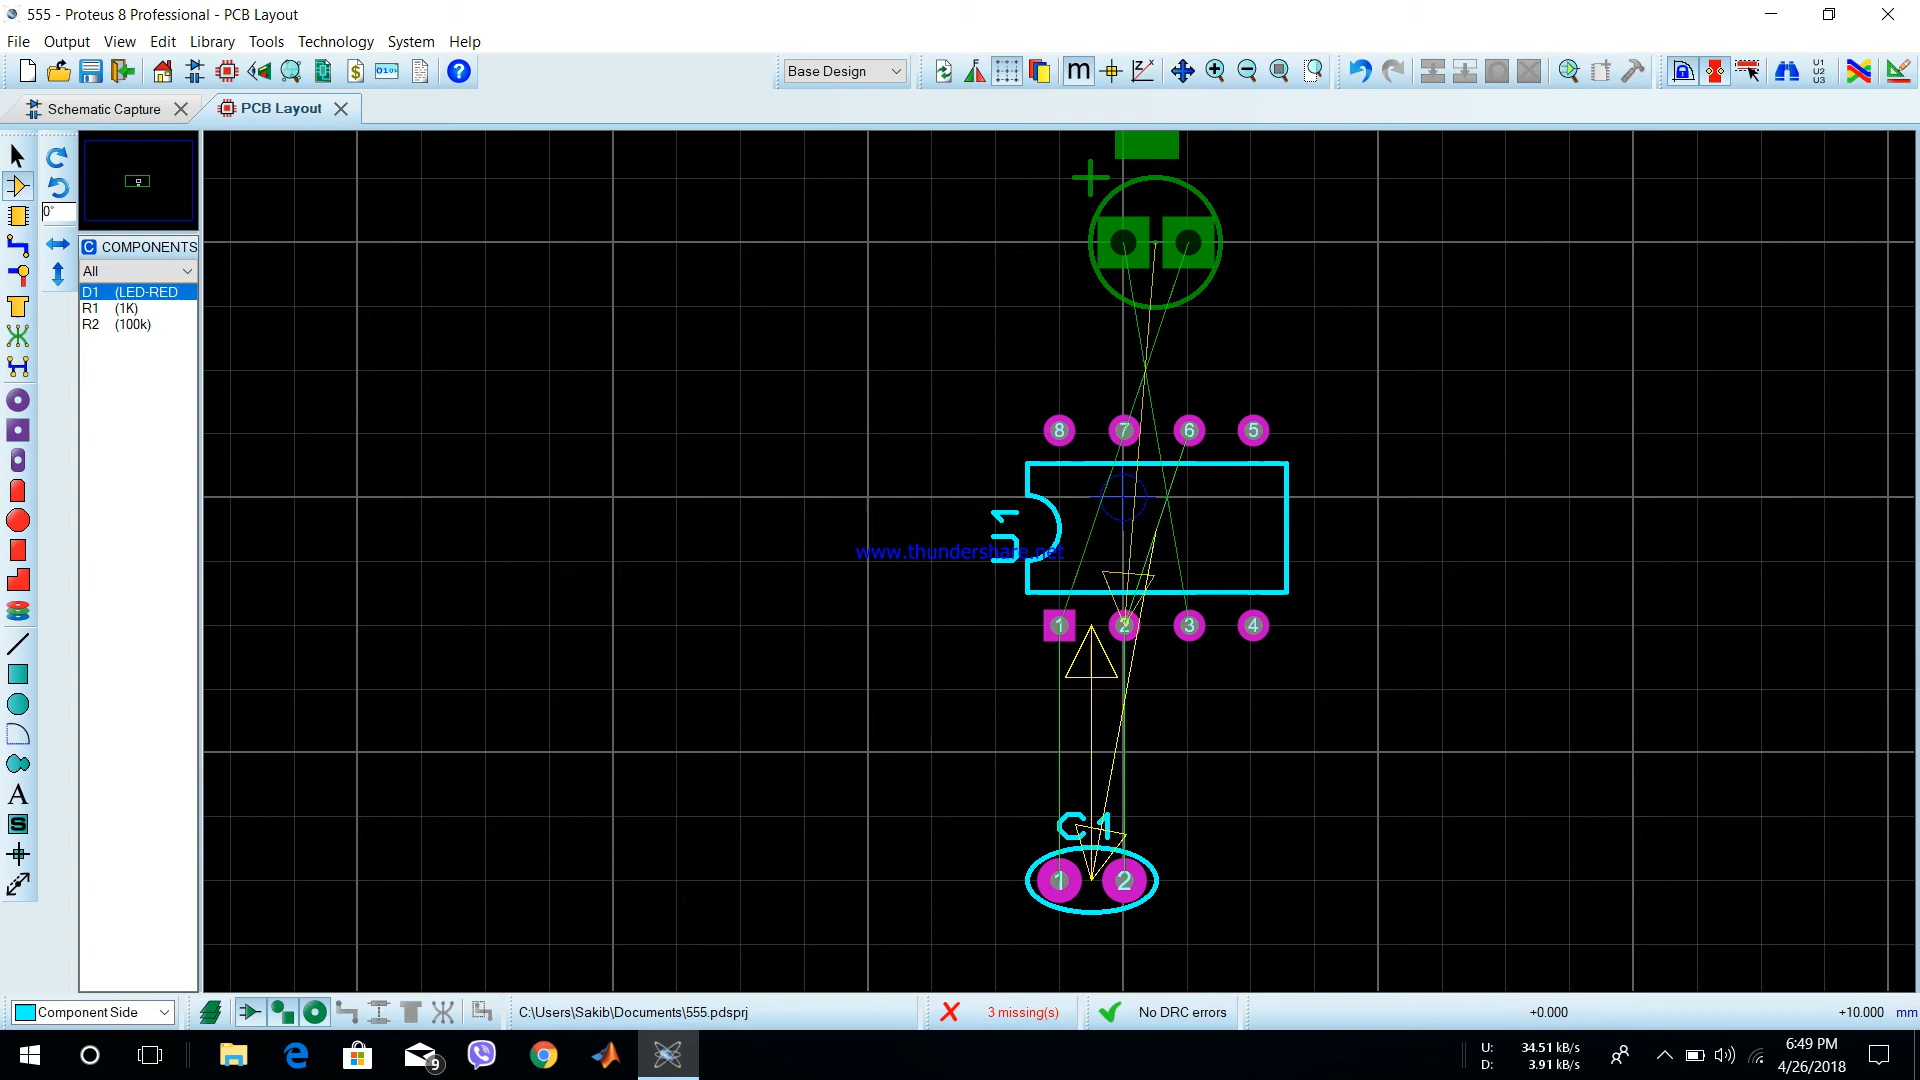 555 - Proteus 8 Professional - PCB Layout
File Output View Edit Library Tools Technology System Help
Base Design
Schematic Capture
PCB Layout
0°
COMPONENTS
All
D1 (LED-RED
R1 (1K)
R2 (100k)
8 7 6 5
U1
www.thundershare.net
1 2 3 4
C1
1 2
Component Side
C:\Users\Sakib\Documents\555.pdsprj
3 missing(s)
No DRC errors
+0.000
+10.000 mm
9
U: 34.51 kB/s
D: 3.91 kB/s
6:49 PM
4/26/2018